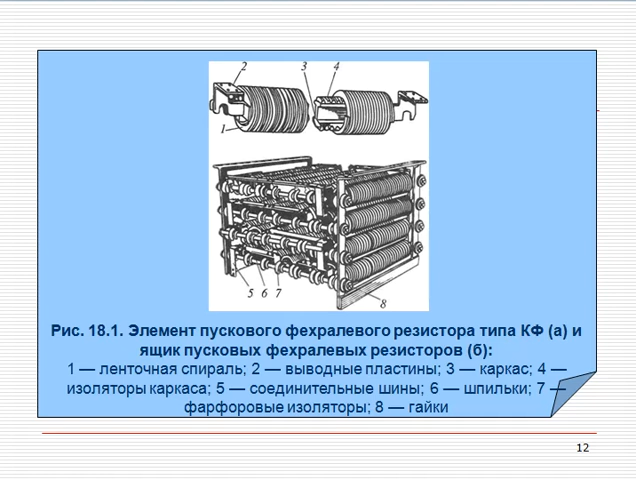 2
3
4
1
5
6
7
8
Рис. 18.1. Элемент пускового фехралевого резистора типа КФ (а) и
ящик пусковых фехралевых резисторов (б):
1 — ленточная спираль; 2 — выводные пластины; 3 — каркас; 4 —
изоляторы каркаса; 5 — соединительные шины; 6 — шпильки; 7 —
фарфоровые изоляторы; 8 — гайки
12